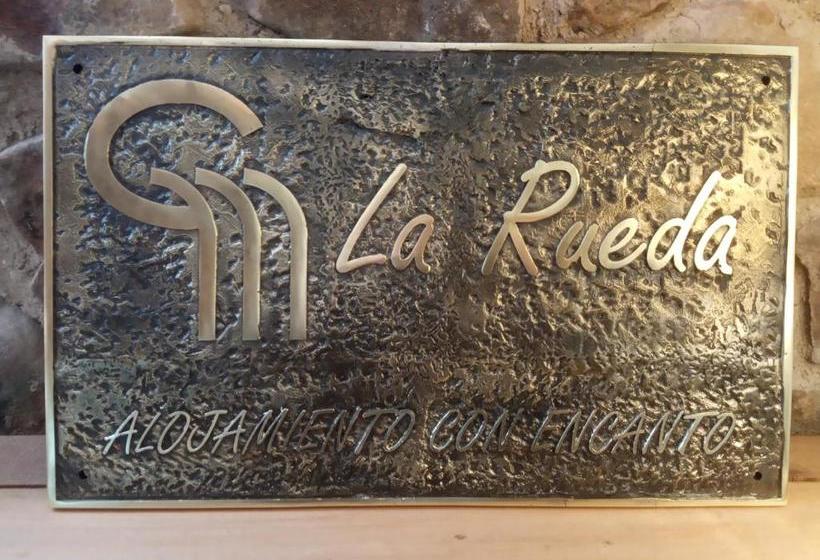 La Rueda
ALOJAMIENTO CON ENCANTO